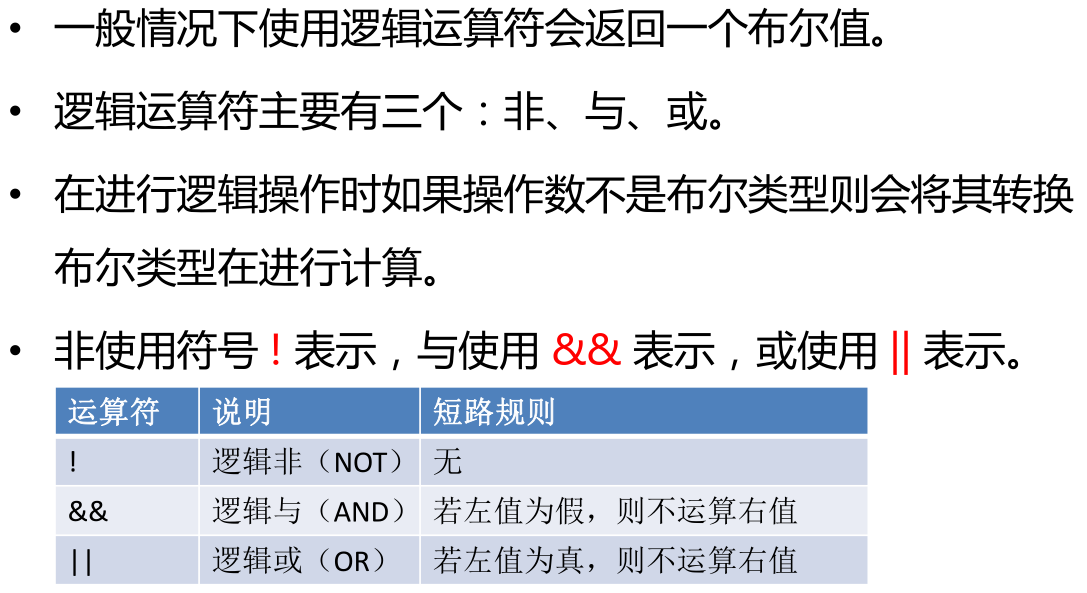 • 一般情况下使用逻辑运算符会返回一个布尔值。
• 逻辑运算符主要有三个：非、与、或。
• 在进行逻辑操作时如果操作数不是布尔类型则会将其转换
布尔类型在进行计算。
• 非使用符号 ! 表示，与使用 && 表示，或使用 || 表示。
运算符 说明 短路规则
! 逻辑非（NOT） 无
&& 逻辑与（AND） 若左值为假，则不运算右值
|| 逻辑或（OR） 若左值为真，则不运算右值